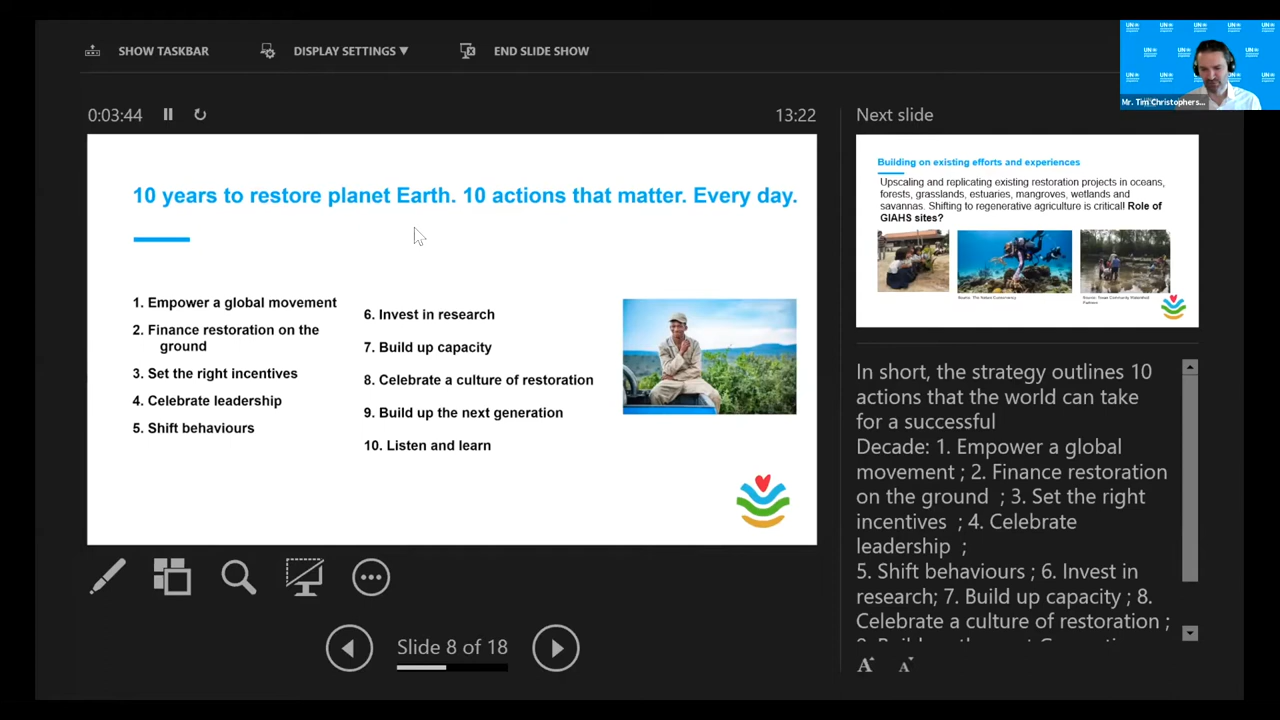 SHOW TASKBAR
DISPLAY SETTINGS ▼
END SLIDE SHOW
UN
Mr. Tim Christophers...
0:03:44
13:22
10 years to restore planet Earth. 10 actions that matter. Every day.
1. Empower a global movement
2. Finance restoration on the
ground
3. Set the right incentives
4. Celebrate leadership
5. Shift behaviours
6. Invest in research
7. Build up capacity
8. Celebrate a culture of restoration
9. Build up the next generation
10. Listen and learn
Slide 8 of 18
Next slide
Building on existing efforts and experiences
Upscaling and replicating existing restoration projects in oceans,
forests, grasslands, estuaries, mangroves, wetlands and
savannas. Shifting to regenerative agriculture is critical! Role of
GIAHS sites?
Source: The Nature Conservancy
In short, the strategy outlines 10
actions that the world can take
for a successful
Decade: 1. Empower a global
movement ; 2. Finance restoration
on the ground ; 3. Set the right
incentives ; 4. Celebrate
leadership ;
5. Shift behaviours ; 6. Invest in
research; 7. Build up capacity ; 8.
Celebrate a culture of restoration ;
A A